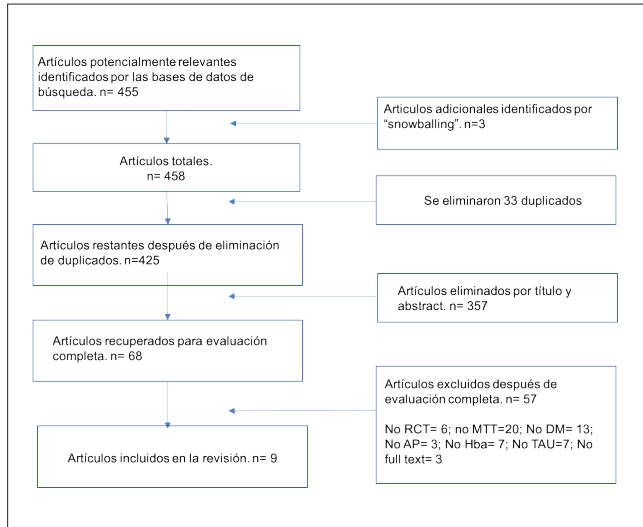 Artículos potencialmente relevantes
identificados por las bases de datos de
búsqueda. n= 455
Articulos adicionales identificados por
“snowballing”. n=3
Artículos totales.
n= 458
Se eliminaron 33 duplicados
Artículos restantes después de eliminación
de duplicados. n=425
Artículos eliminados por título y
abstract. n= 357
Artículos recuperados para evaluación
completa. n= 68
Artículos excluidos después de
evaluación completa. n= 57
No RCT= 6; no MTT=20; No DM= 13;
No AP= 3; No Hba= 7; No TAU=7; No
full text= 3
Artículos incluidos en la revisión. n= 9